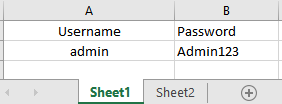 A B
Username Password
admin Admin123
Sheet1 Sheet2